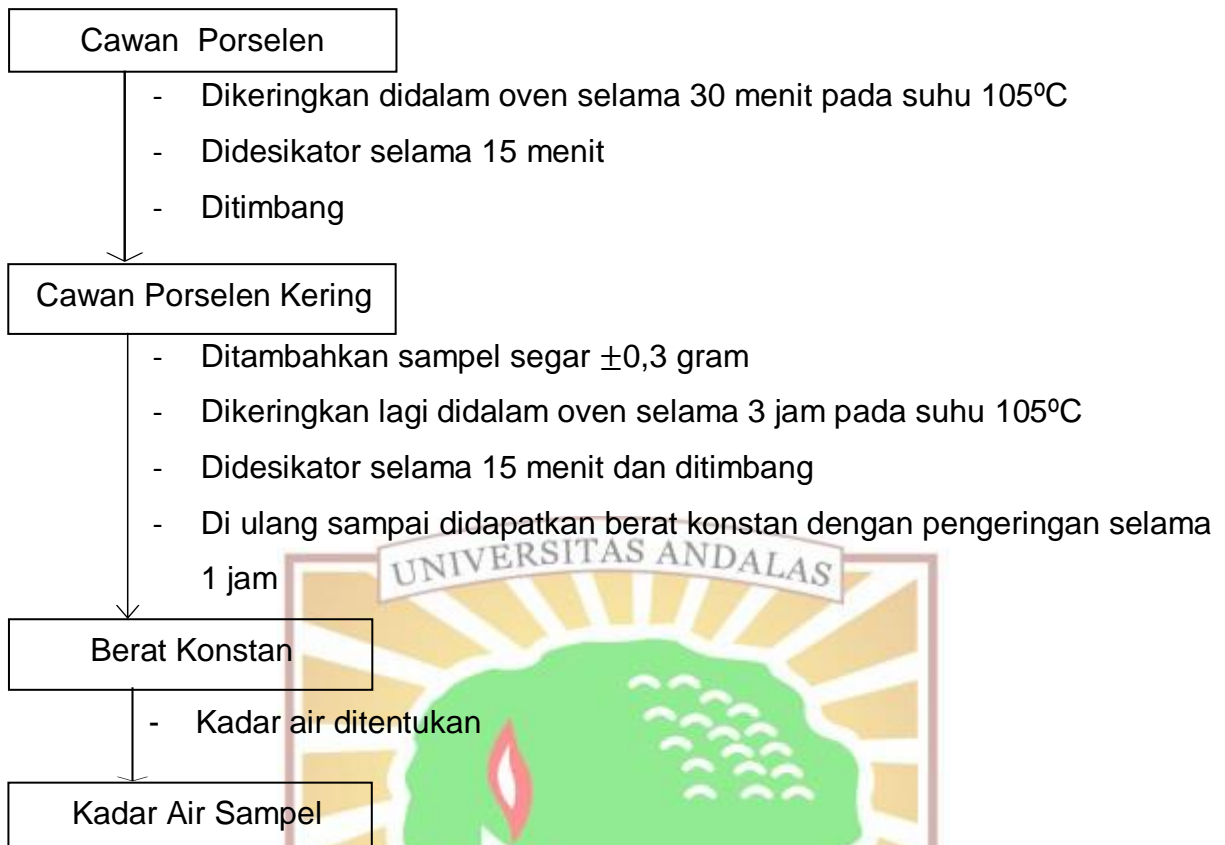 Cawan  Porselen
- Dikeringkan didalam oven selama 30 menit pada suhu 105ºC
- Didesikator selama 15 menit
- Ditimbang
Cawan Porselen Kering
- Ditambahkan sampel segar ±0,3 gram
- Dikeringkan lagi didalam oven selama 3 jam pada suhu 105ºC
- Didesikator selama 15 menit dan ditimbang
- Di ulang sampai didapatkan berat konstan dengan pengeringan selama
1 jam
UNIVERSITAS ANDALAS
Berat Konstan
- Kadar air ditentukan
Kadar Air Sampel